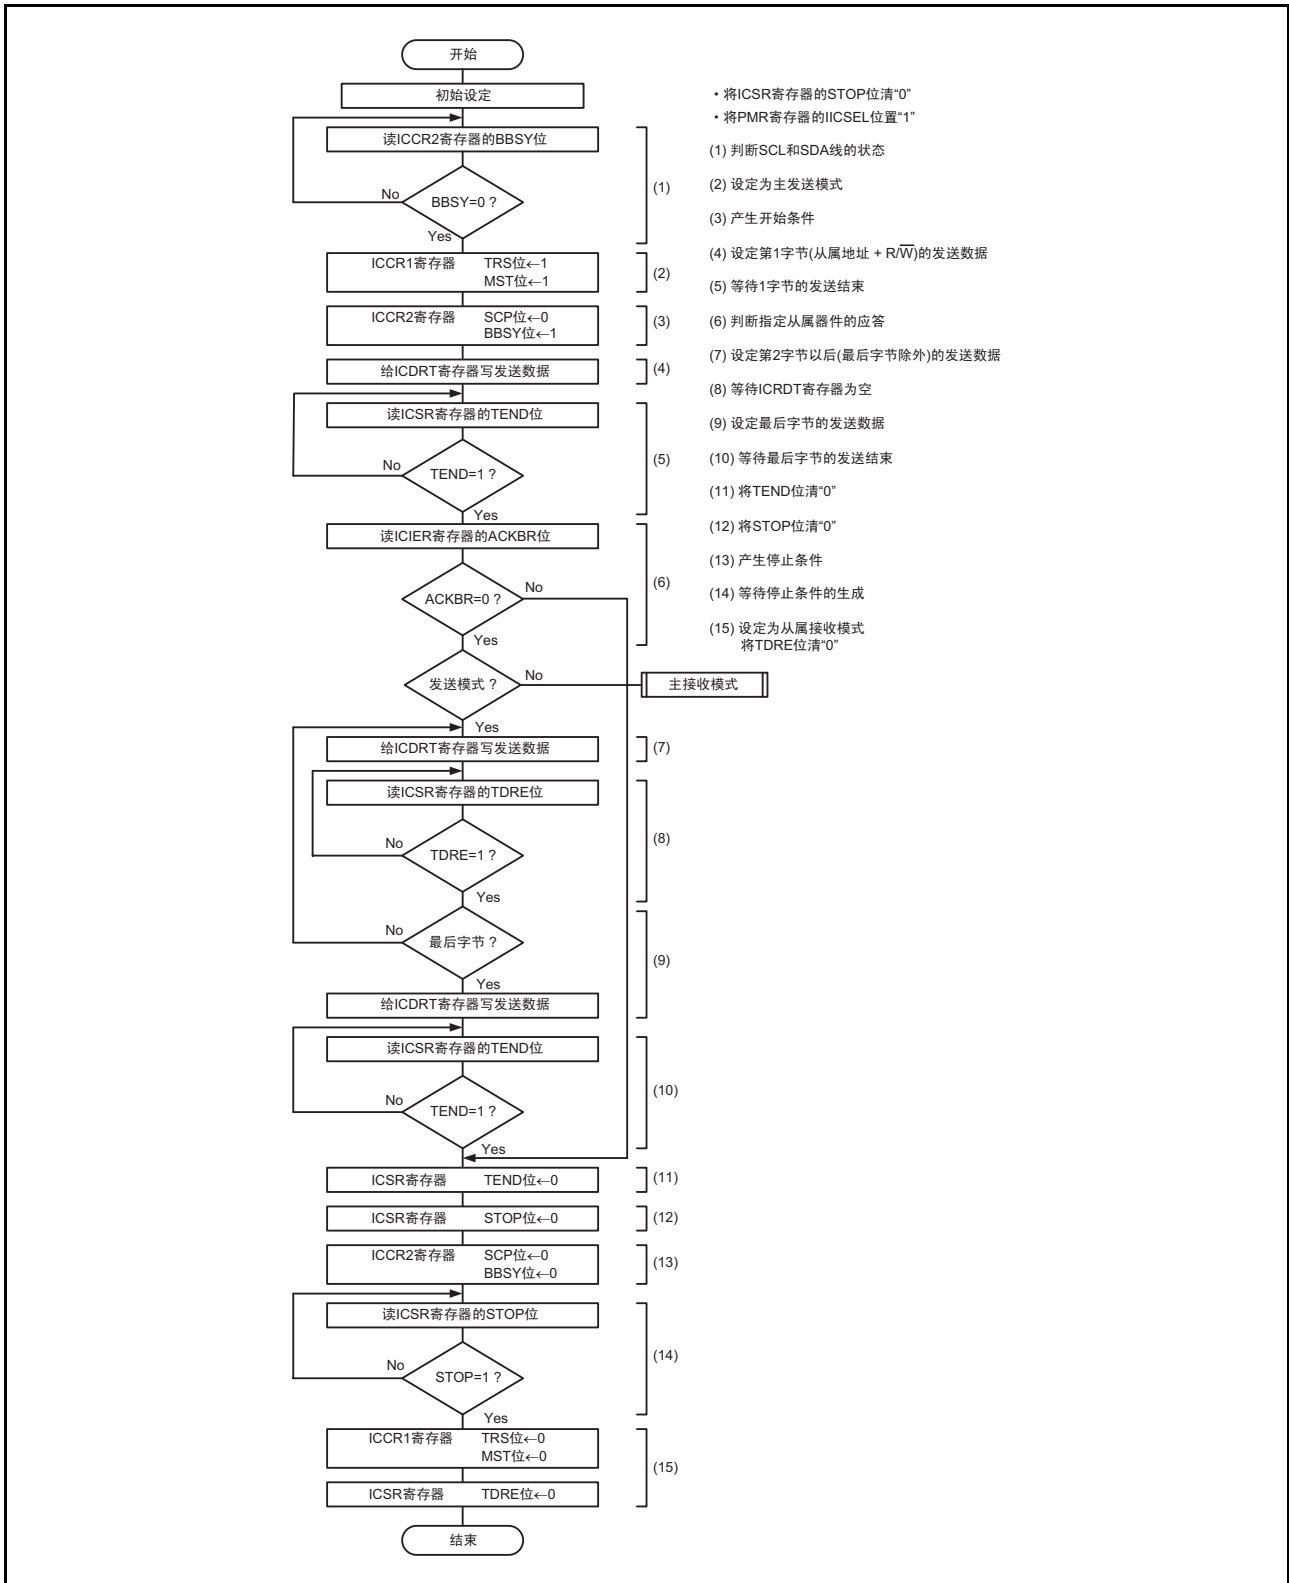 开始
初始设定
读ICCR2寄存器的BBSY位
BBSY=0 ?
No
Yes
(1)
ICCR1寄存器 TRS位←1
MST位←1
(2)
ICCR2寄存器 SCP位←0
BBSY位←1
(3)
给ICDRT寄存器写发送数据
(4)
读ICSR寄存器的TEND位
TEND=1 ?
No
Yes
(5)
读ICIER寄存器的ACKBR位
ACKBR=0 ?
No
Yes
(6)
发送模式 ?
No
主接收模式
Yes
给ICDRT寄存器写发送数据
(7)
读ICSR寄存器的TDRE位
TDRE=1 ?
No
Yes
(8)
最后字节 ?
No
Yes
(9)
给ICDRT寄存器写发送数据
读ICSR寄存器的TEND位
TEND=1 ?
No
Yes
(10)
ICSR寄存器 TEND位←0
(11)
ICSR寄存器 STOP位←0
(12)
ICCR2寄存器 SCP位←0
BBSY位←0
(13)
读ICSR寄存器的STOP位
STOP=1 ?
No
Yes
(14)
ICCR1寄存器 TRS位←0
MST位←0
(15)
ICSR寄存器 TDRE位←0
结束
・将ICSR寄存器的STOP位清“0”
・将PMR寄存器的IICSEL位置“1”
(1) 判断SCL和SDA线的状态
(2) 设定为主发送模式
(3) 产生开始条件
(4) 设定第1字节(从属地址 + R/W̅)的发送数据
(5) 等待1字节的发送结束
(6) 判断指定从属器件的应答
(7) 设定第2字节以后(最后字节除外)的发送数据
(8) 等待ICRDT寄存器为空
(9) 设定最后字节的发送数据
(10) 等待最后字节的发送结束
(11) 将TEND位清“0”
(12) 将STOP位清“0”
(13) 产生停止条件
(14) 等待停止条件的生成
(15) 设定为从属接收模式
将TDRE位清“0”